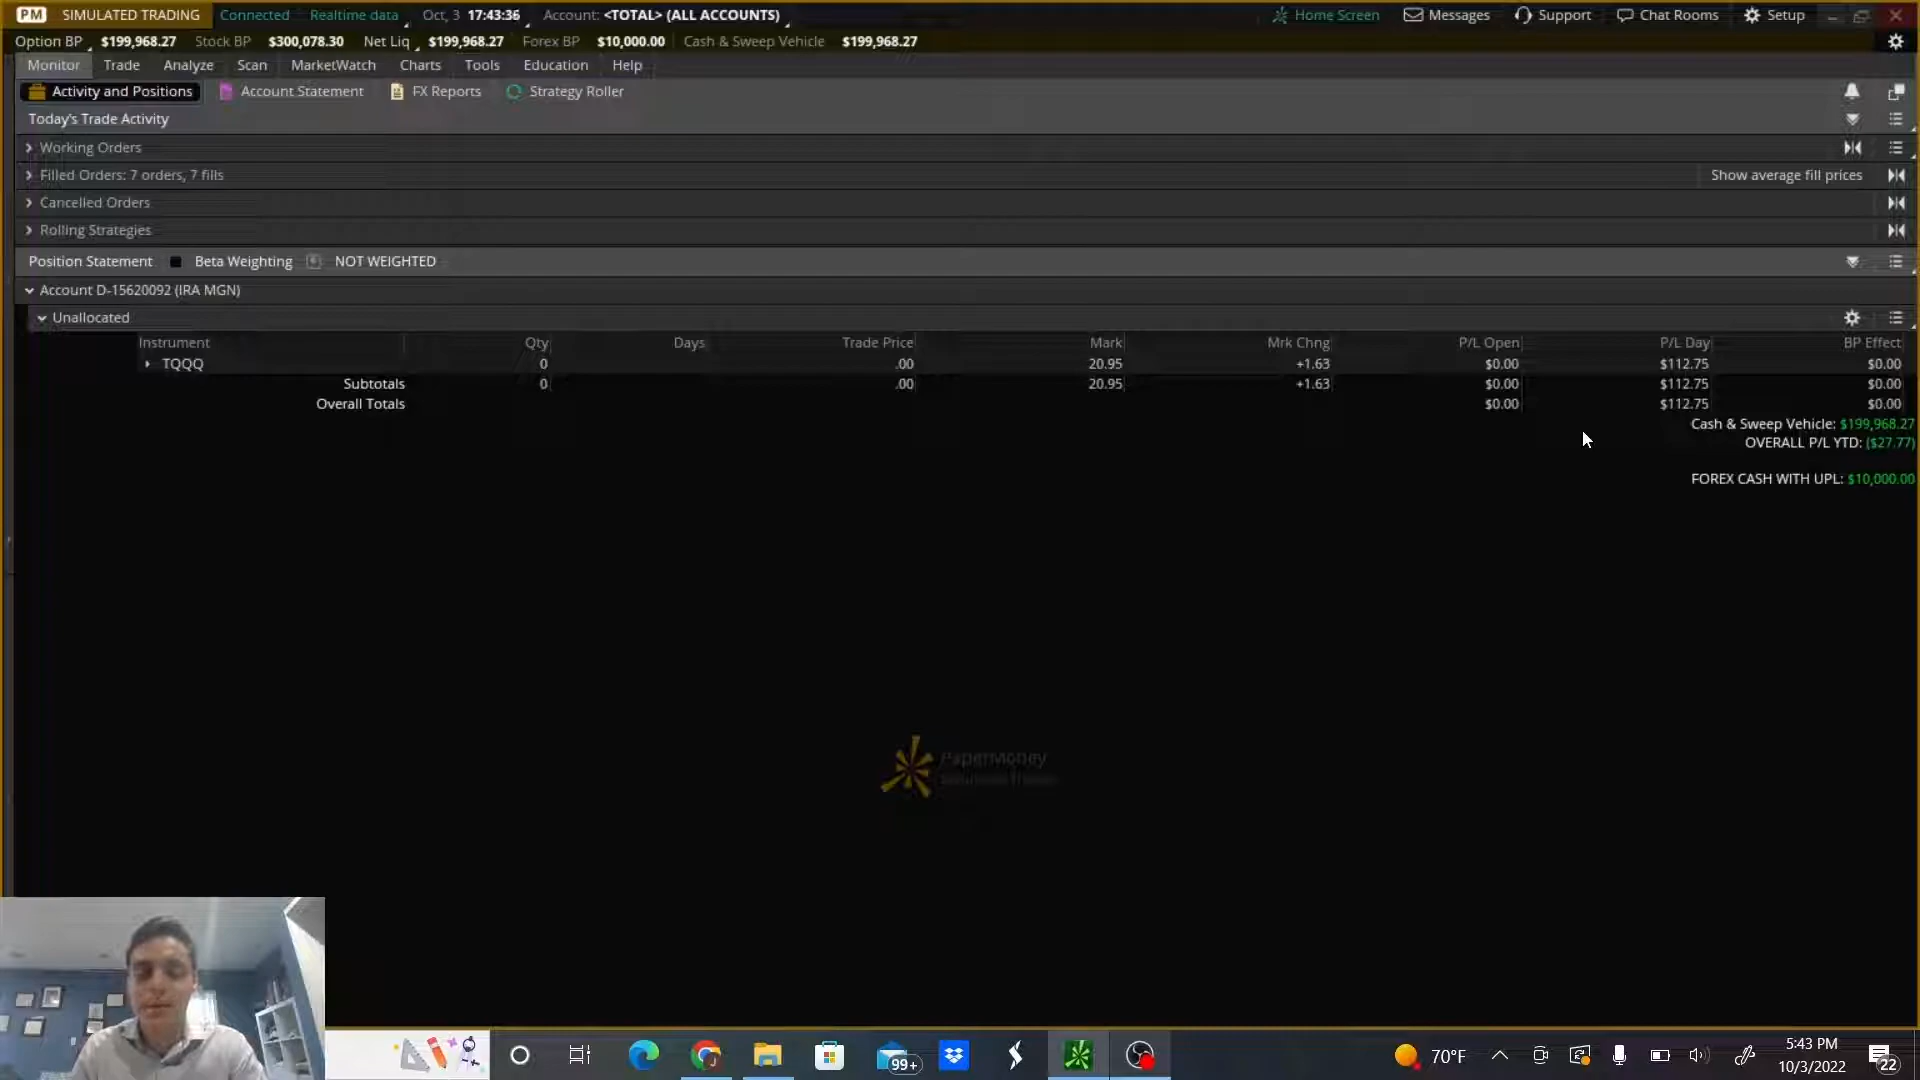 PM SIMULATED TRADING Connected Realtime data Oct, 3 17:43:36 Account: <TOTAL> (ALL ACCOUNTS) Home Screen Messages Support Chat Rooms Setup
Option BP $199,968.27 Stock BP $300,078.30 Net Liq $199,968.27 Forex BP $10,000.00 Cash & Sweep Vehicle $199,968.27
Monitor Trade Analyze Scan MarketWatch Charts Tools Education Help
Activity and Positions Account Statement FX Reports Strategy Roller
Today's Trade Activity
Working Orders
Filled Orders: 7 orders, 7 fills Show average fill prices
Cancelled Orders
Rolling Strategies
Position Statement Beta Weighting NOT WEIGHTED
Account D-15620092 (IRA MGN)
Unallocated
Instrument Qty Days Trade Price Mark Mrk Chng P/L Open P/L Day BP Effect
TQQQ 0 .00 20.95 +1.63 $0.00 $112.75 $0.00
Subtotals 0 .00 20.95 +1.63 $0.00 $112.75 $0.00
Overall Totals $0.00 $112.75 $0.00
Cash & Sweep Vehicle: $199,968.27
OVERALL P/L YTD: ($27.77)
FOREX CASH WITH UPL: $10,000.00
PaperMoney
99+ 70°F 5:43 PM
10/3/2022 22